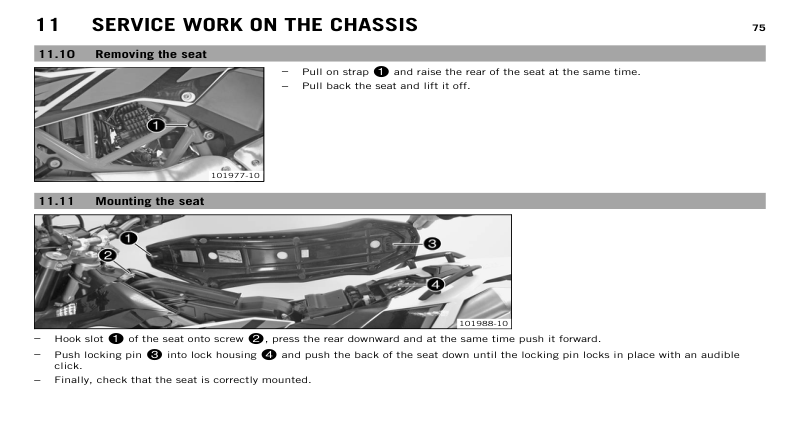 11 SERVICE WORK ON THE CHASSIS 75
11.10 Removing the seat
– Pull on strap 1 and raise the rear of the seat at the same time.
– Pull back the seat and lift it off.
1
101977-10
11.11 Mounting the seat
1
2
3
4
101988-10
– Hook slot 1 of the seat onto screw 2, press the rear downward and at the same time push it forward.
– Push locking pin 3 into lock housing 4 and push the back of the seat down until the locking pin locks in place with an audible
click.
– Finally, check that the seat is correctly mounted.